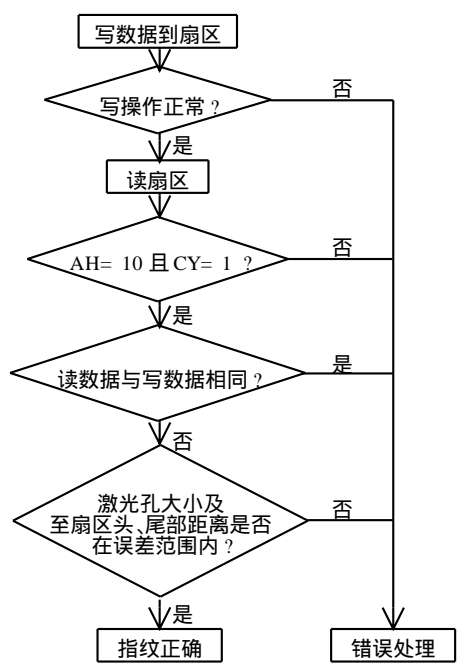 写数据到扇区
写操作正常?
否
是
读扇区
AH= 10 且 CY= 1 ?
否
是
读数据与写数据相同?
是
否
激光孔大小及
至扇区头、尾部距离是否
在误差范围内?
否
是
指纹正确
错误处理